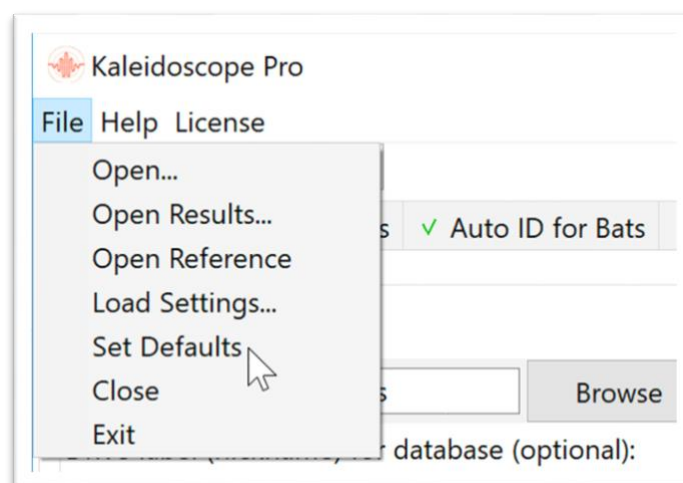 Kaleidoscope Pro
File Help License
Open...
Open Results...
s ✓ Auto ID for Bats
Open Reference
Load Settings...
Set Defaults
Close
s Browse
Exit
database (optional):